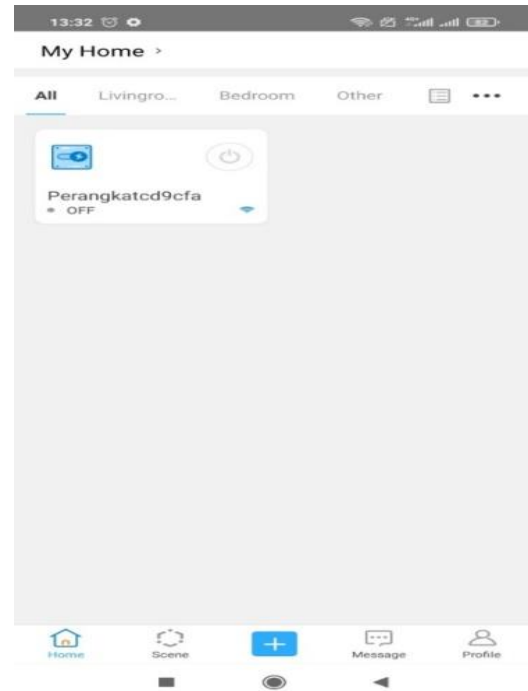 13:32
My Home >
All Livingro... Bedroom Other
Perangkatcd9cfa
OFF
Home Scene Message Profile